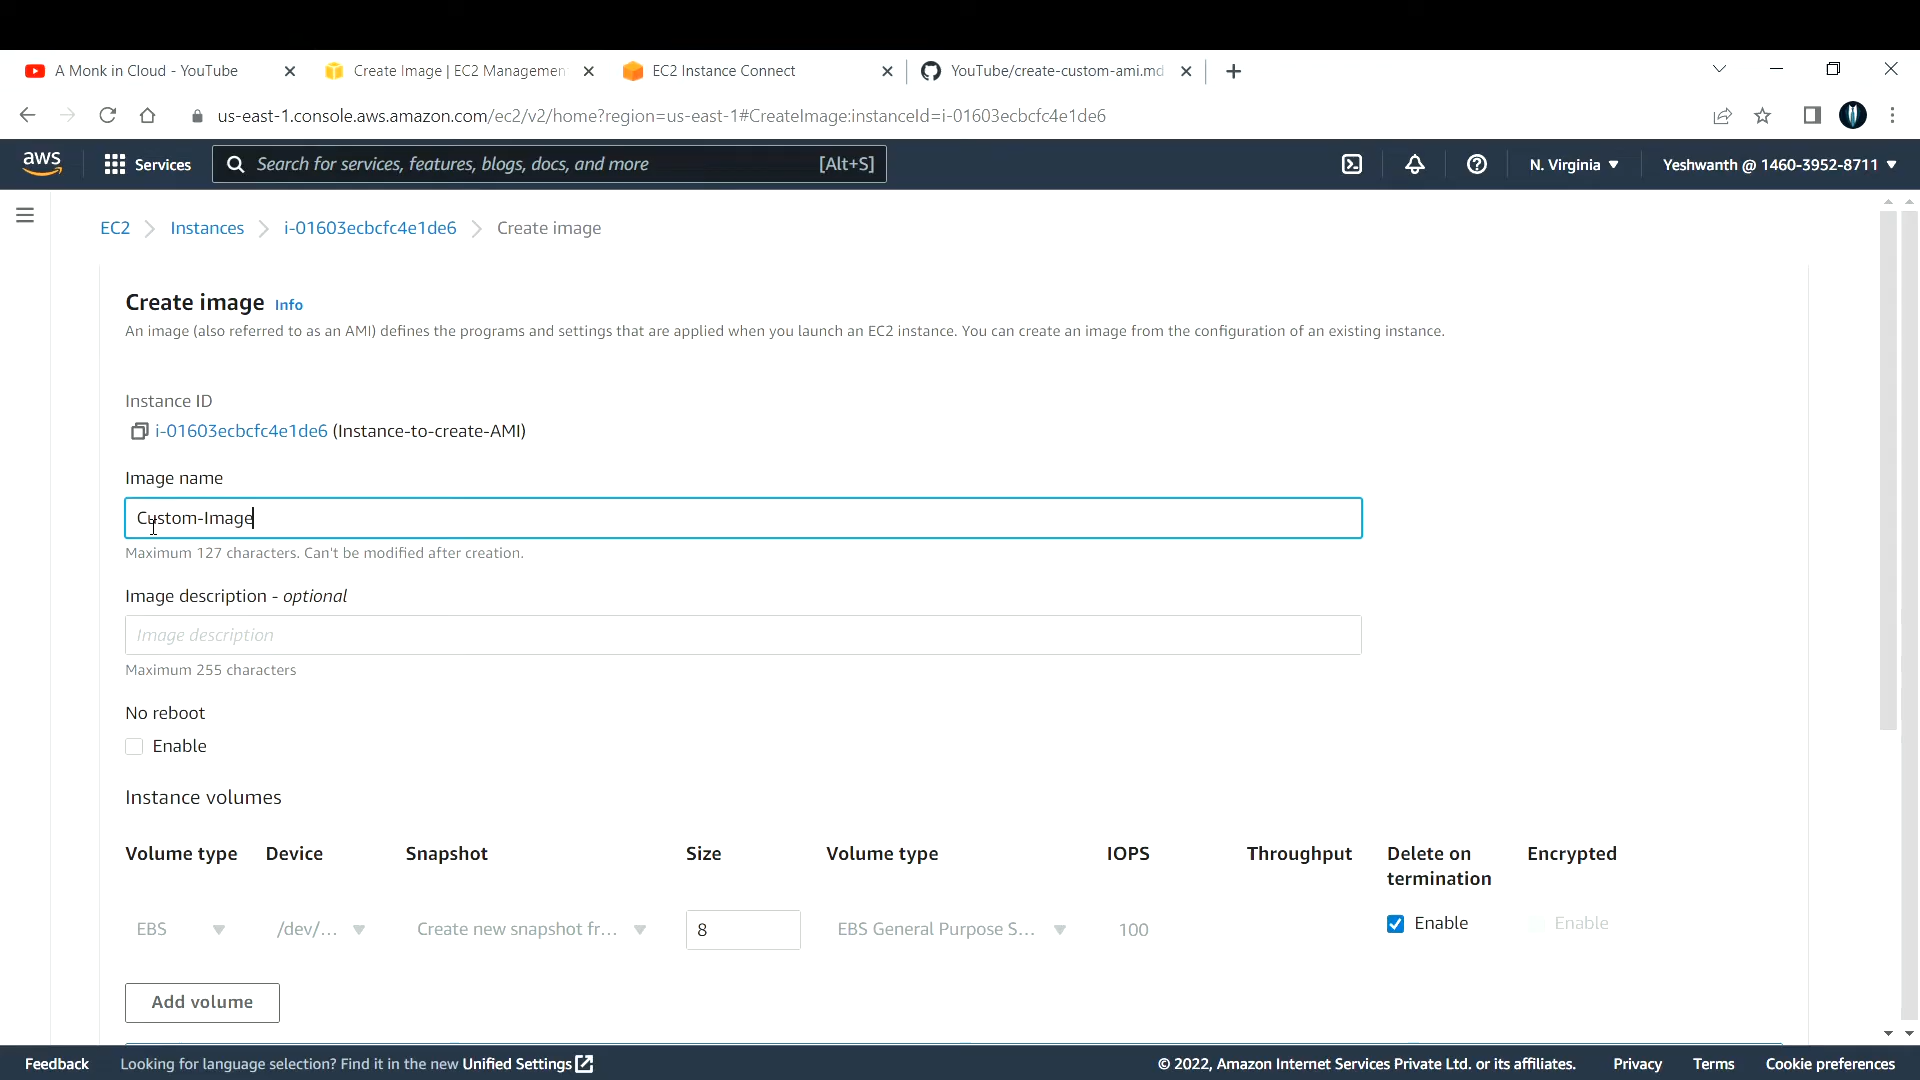 A Monk in Cloud - YouTube
Create Image | EC2 Managemen
EC2 Instance Connect
YouTube/create-custom-ami.md
us-east-1.console.aws.amazon.com/ec2/v2/home?region=us-east-1#CreateImage:instanceId=i-01603ecbcfc4e1de6
aws
Services
Search for services, features, blogs, docs, and more
[Alt+S]
N. Virginia
Yeshwanth @ 1460-3952-8711
EC2
Instances
i-01603ecbcfc4e1de6
Create image
Create image Info
An image (also referred to as an AMI) defines the programs and settings that are applied when you launch an EC2 instance. You can create an image from the configuration of an existing instance.
Instance ID
i-01603ecbcfc4e1de6 (Instance-to-create-AMI)
Image name
Custom-Image
Maximum 127 characters. Can't be modified after creation.
Image description - optional
Image description
Maximum 255 characters
No reboot
Enable
Instance volumes
Volume type Device Snapshot Size Volume type IOPS Throughput Delete on termination Encrypted
EBS /dev/... Create new snapshot fr... 8 EBS General Purpose S... 100 Enable Enable
Add volume
Feedback
Looking for language selection? Find it in the new Unified Settings
© 2022, Amazon Internet Services Private Ltd. or its affiliates.
Privacy
Terms
Cookie preferences